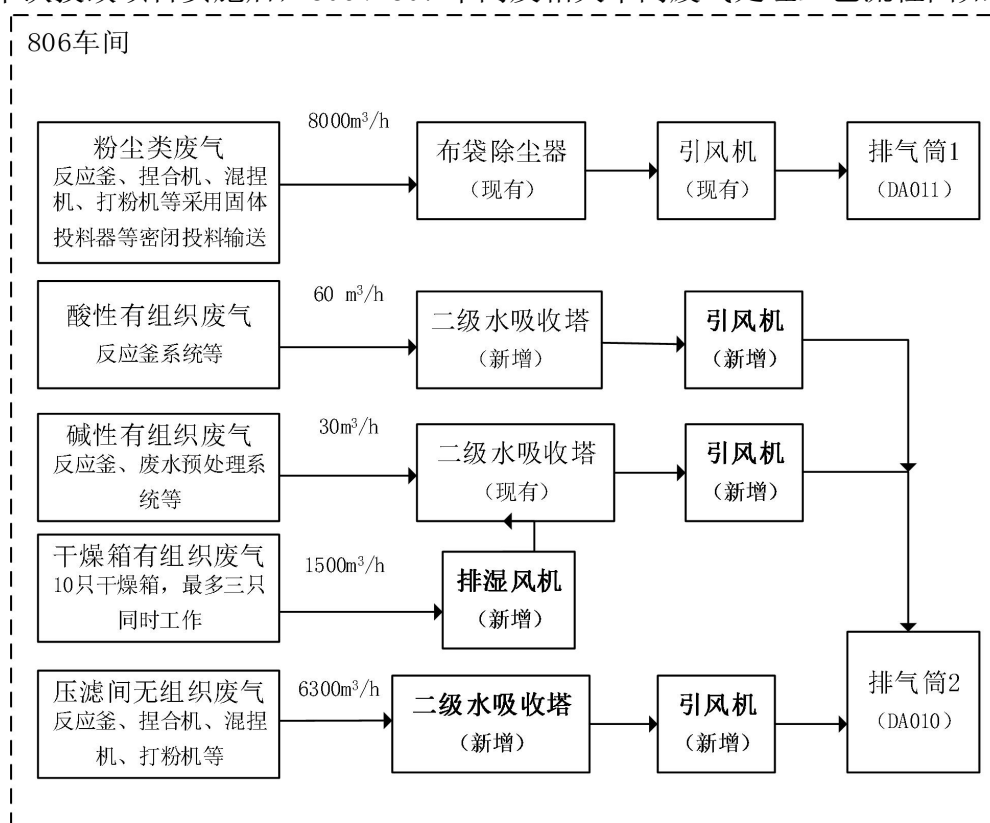 806车间
粉尘类废气
反应釜、捏合机、混捏
机、打粉机等采用固体
投料器等密闭投料输送
8000m³/h
布袋除尘器
（现有）
引风机
（现有）
排气筒1
（DA011）
酸性有组织废气
反应釜系统等
60 m³/h
二级水吸收塔
（新增）
引风机
（新增）
碱性有组织废气
反应釜、废水预处理系
统等
30m³/h
二级水吸收塔
（现有）
引风机
（新增）
干燥箱有组织废气
10只干燥箱，最多三只
同时工作
1500m³/h
排湿风机
（新增）
压滤间无组织废气
反应釜、捏合机、混捏
机、打粉机等
6300m³/h
二级水吸收塔
（新增）
引风机
（新增）
排气筒2
（DA010）